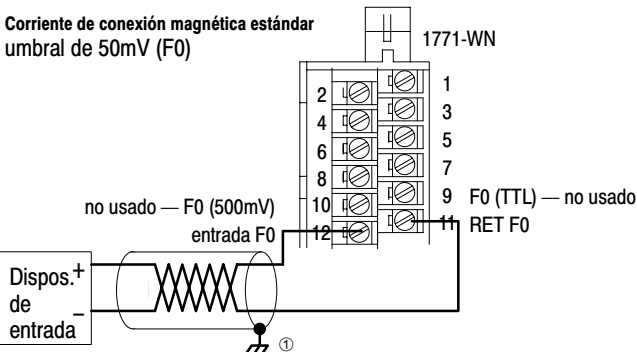 Corriente de conexión magnética estándar
umbral de 50mV (F0)
1771-WN
1
2
3
4
5
6
7
8
9 F0 (TTL) — no usado
no usado — F0 (500mV) 10
11 RET F0
entrada F0 12
Dispos. +
de
entrada −
①